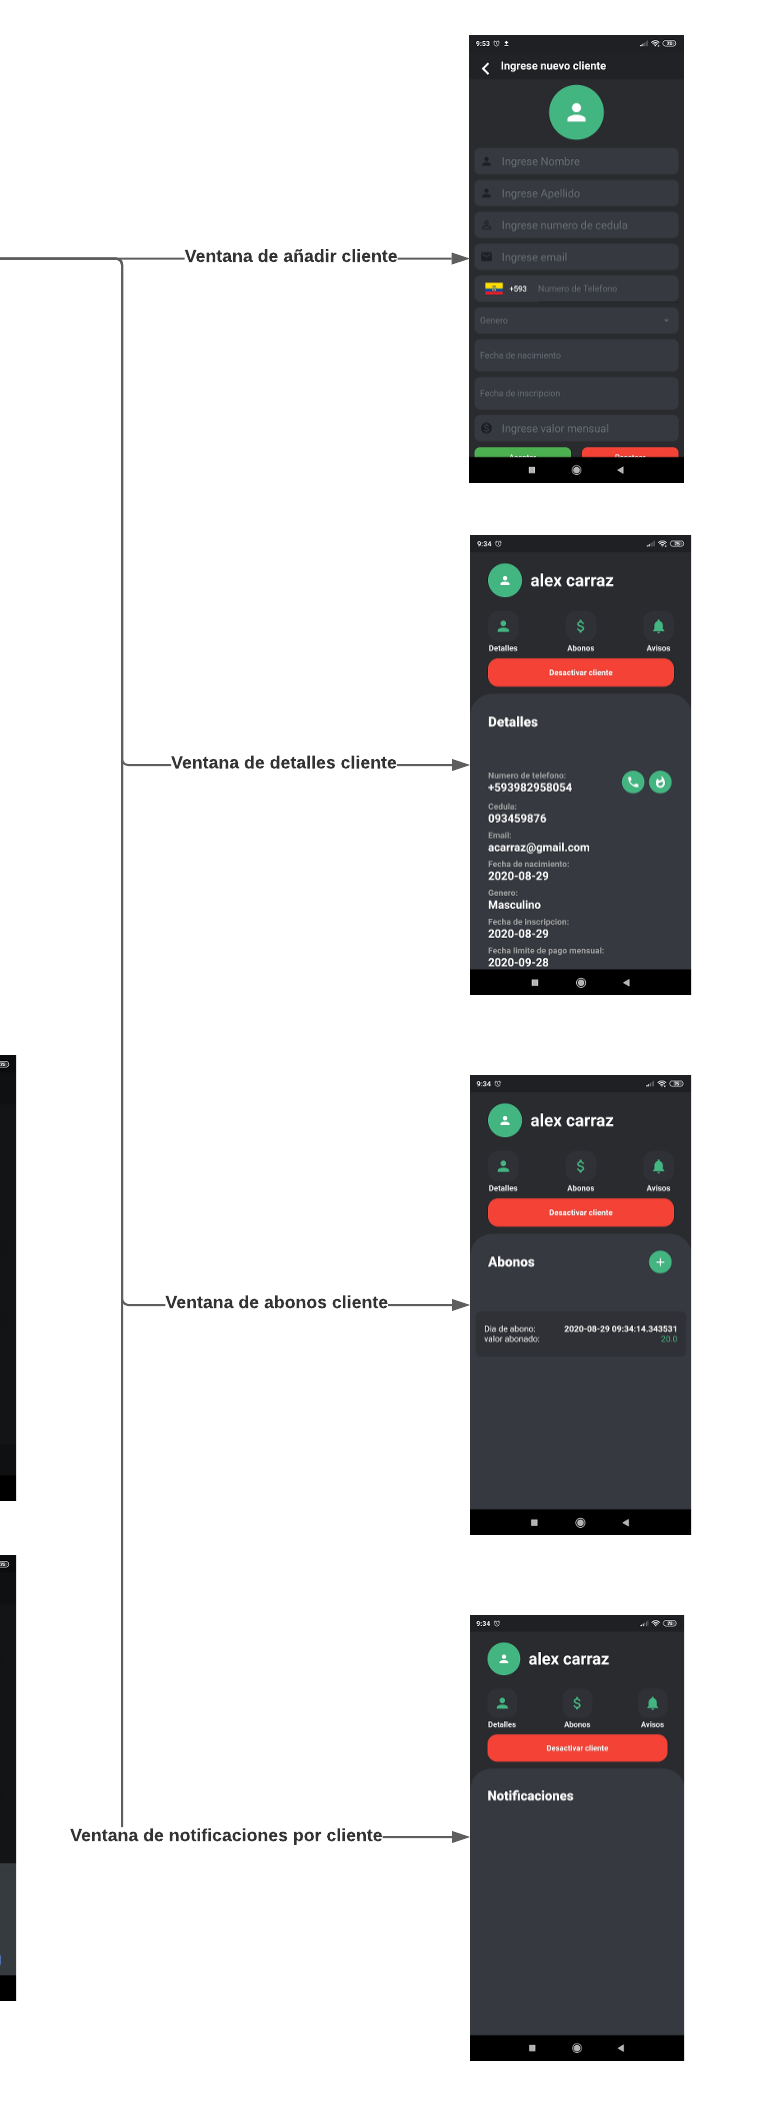 9:53
Ingrese nuevo cliente
Ingrese Nombre
Ingrese Apellido
Ingrese numero de cedula
Ingrese email
+593 Numero de Telefono
Genero
Fecha de nacimiento
Fecha de inscripcion
Ingrese valor mensual
Ventana de añadir cliente
9:34
alex carraz
Detalles Abonos Avisos
Desactivar cliente
Detalles
Numero de telefono:
+593982958054
Cedula:
093459876
Email:
acarraz@gmail.com
Fecha de nacimiento:
2020-08-29
Genero:
Masculino
Fecha de inscripcion:
2020-08-29
Fecha limite de pago mensual:
2020-09-28
Ventana de detalles cliente
9:34
alex carraz
Detalles Abonos Avisos
Desactivar cliente
Abonos
Dia de abono: 2020-08-29 09:34:14.343531
valor abonado: 20.0
Ventana de abonos cliente
9:34
alex carraz
Detalles Abonos Avisos
Desactivar cliente
Notificaciones
Ventana de notificaciones por cliente